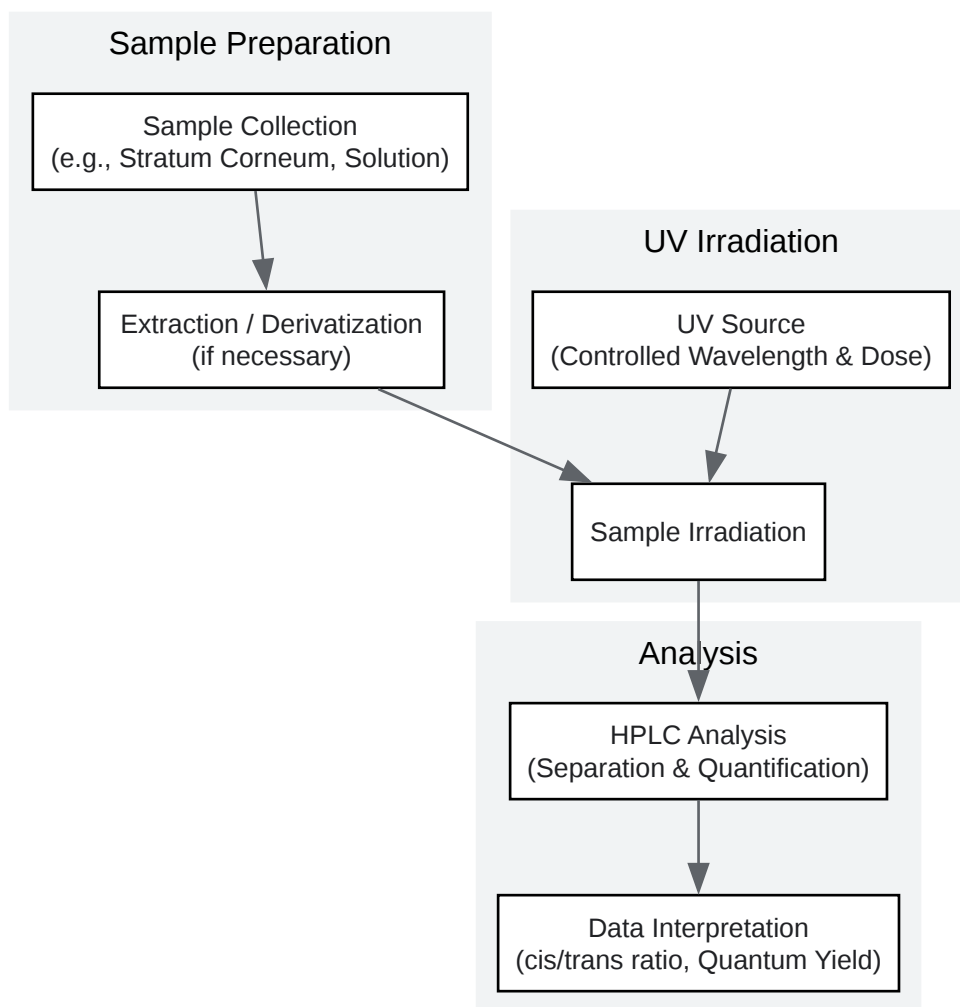 Sample Preparation
Sample Collection
(e.g., Stratum Corneum, Solution)
Extraction / Derivatization
(if necessary)
UV Irradiation
UV Source
(Controlled Wavelength & Dose)
Sample Irradiation
Analysis
HPLC Analysis
(Separation & Quantification)
Data Interpretation
(cis/trans ratio, Quantum Yield)